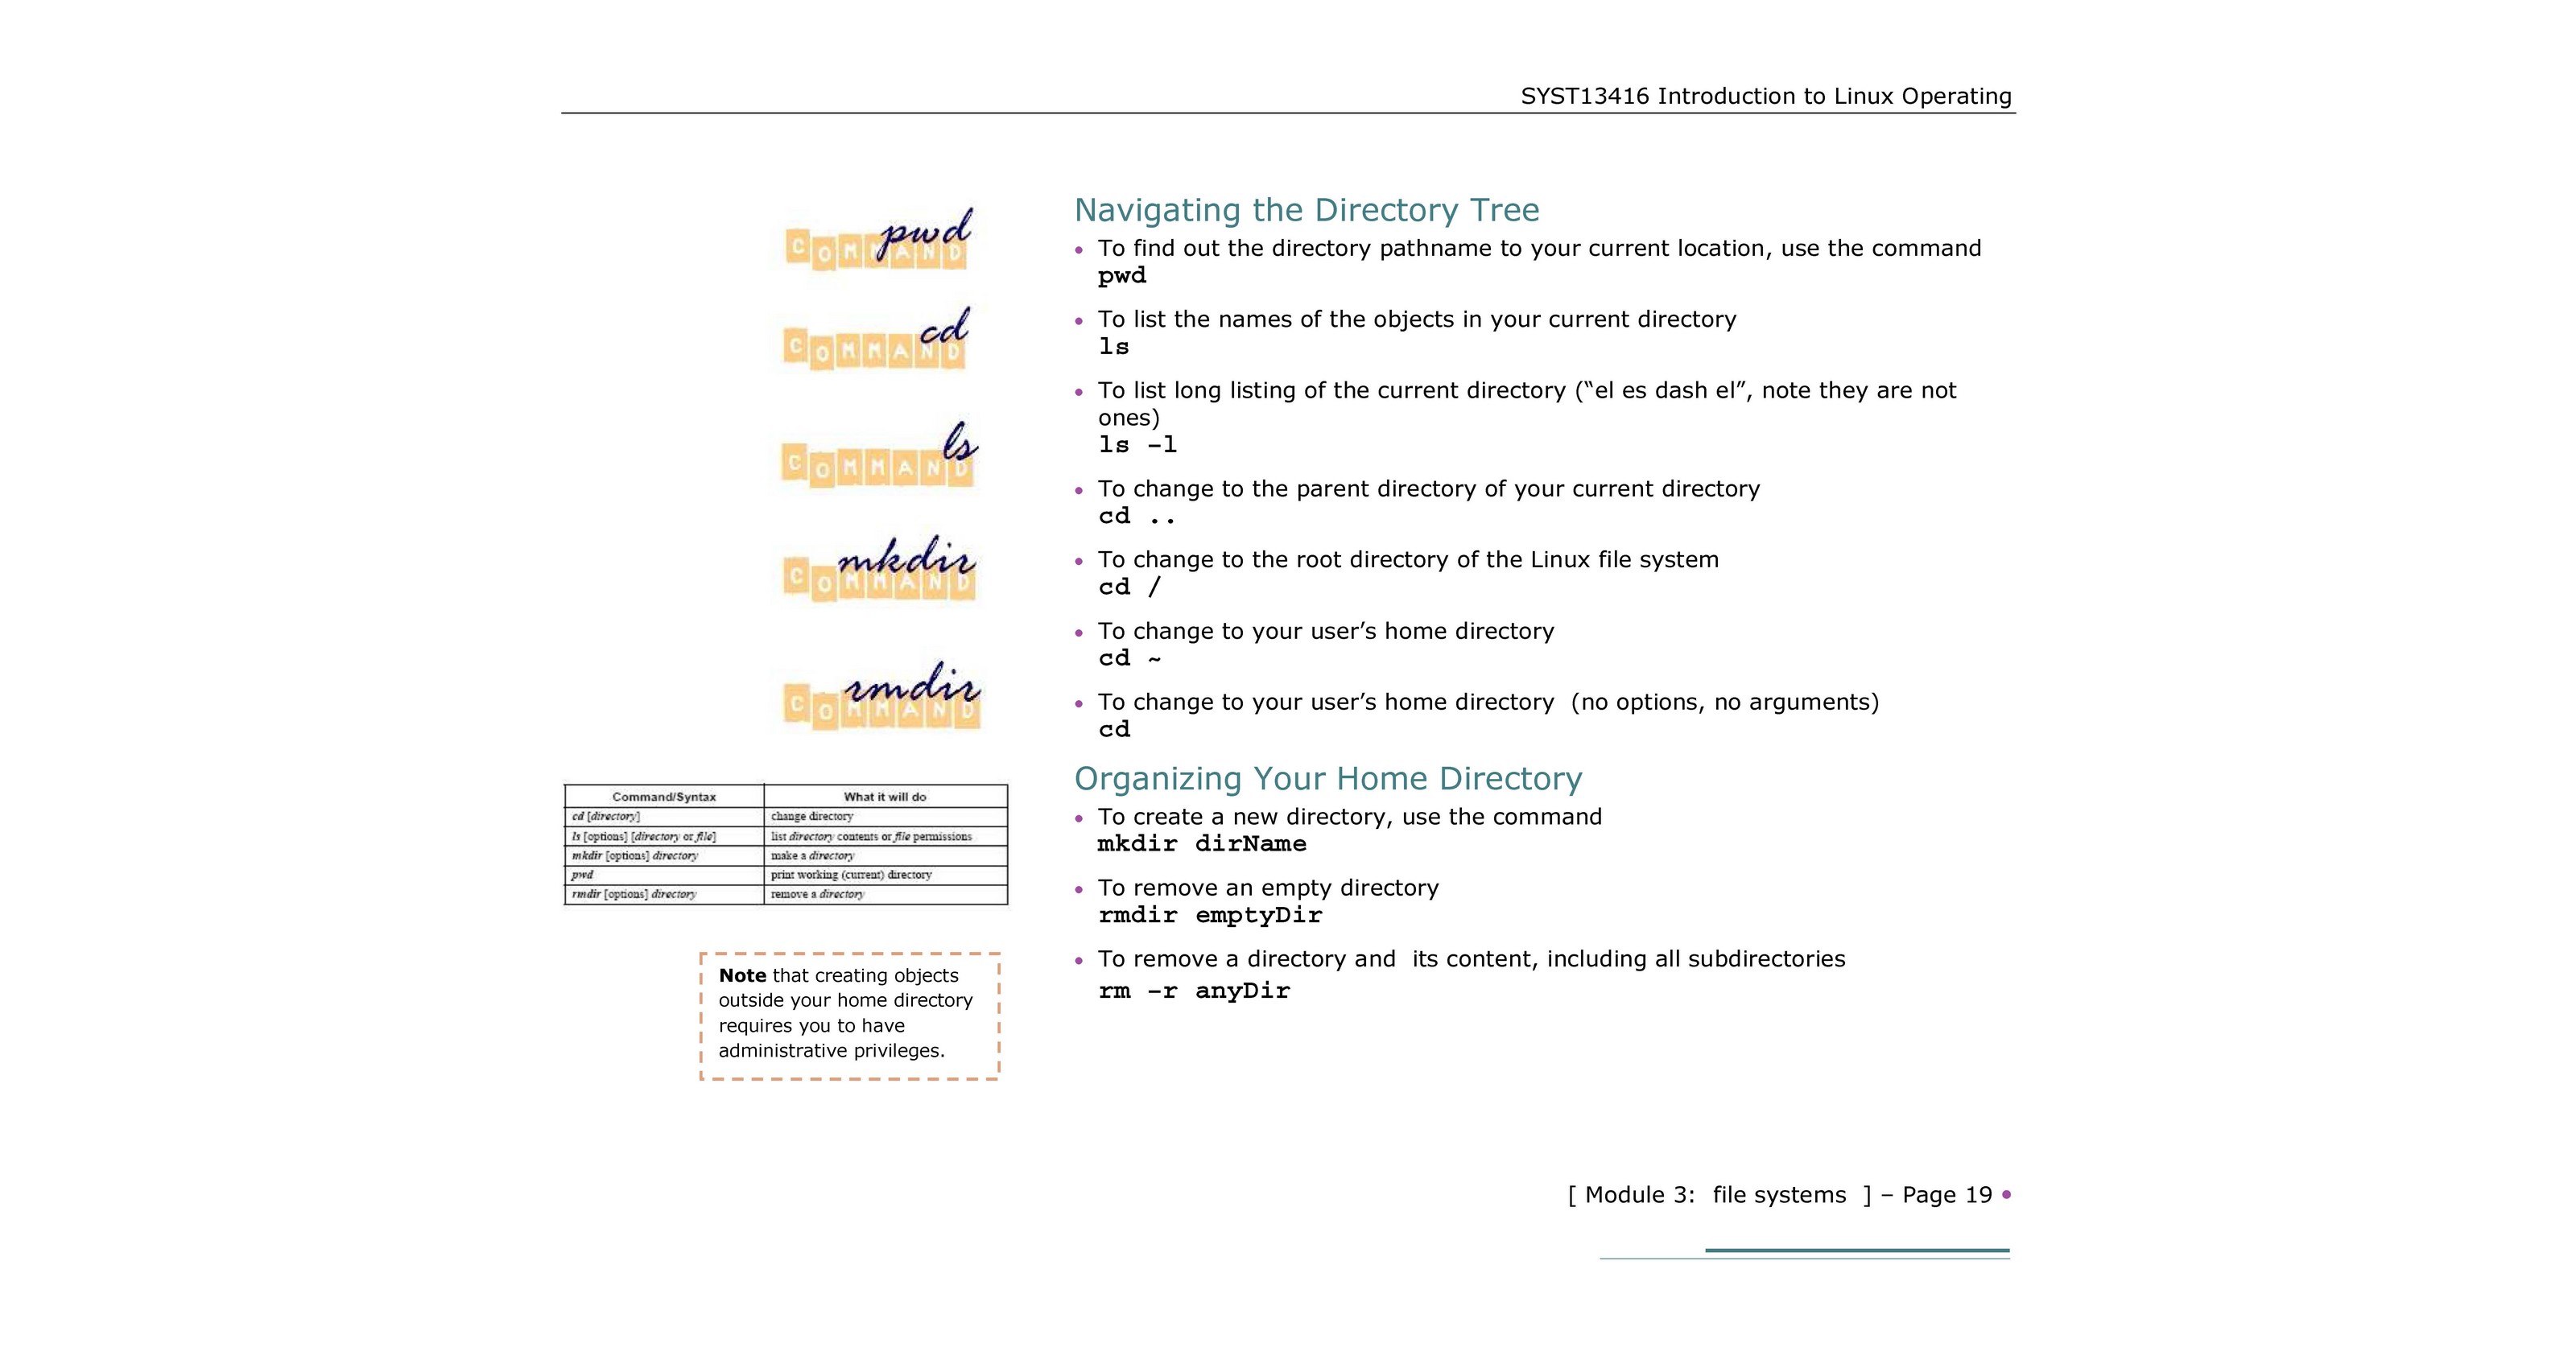 SYST13416 Introduction to Linux Operating
COMMAND pwd
COMMAND cd
COMMAND ls
COMMAND mkdir
COMMAND rmdir
Command/Syntax What it will do
cd [directory] change directory
ls [options] [directory or file] list directory contents or file permissions
mkdir [options] directory make a directory
pwd print working (current) directory
rmdir [options] directory remove a directory
Note that creating objects
outside your home directory
requires you to have
administrative privileges.
Navigating the Directory Tree
• To find out the directory pathname to your current location, use the command
pwd
• To list the names of the objects in your current directory
ls
• To list long listing of the current directory (“el es dash el”, note they are not
ones)
ls –l
• To change to the parent directory of your current directory
cd ..
• To change to the root directory of the Linux file system
cd /
• To change to your user’s home directory
cd ~
• To change to your user’s home directory  (no options, no arguments)
cd
Organizing Your Home Directory
• To create a new directory, use the command
mkdir dirName
• To remove an empty directory
rmdir emptyDir
• To remove a directory and  its content, including all subdirectories
rm –r anyDir
[ Module 3:  file systems  ] – Page 19 •